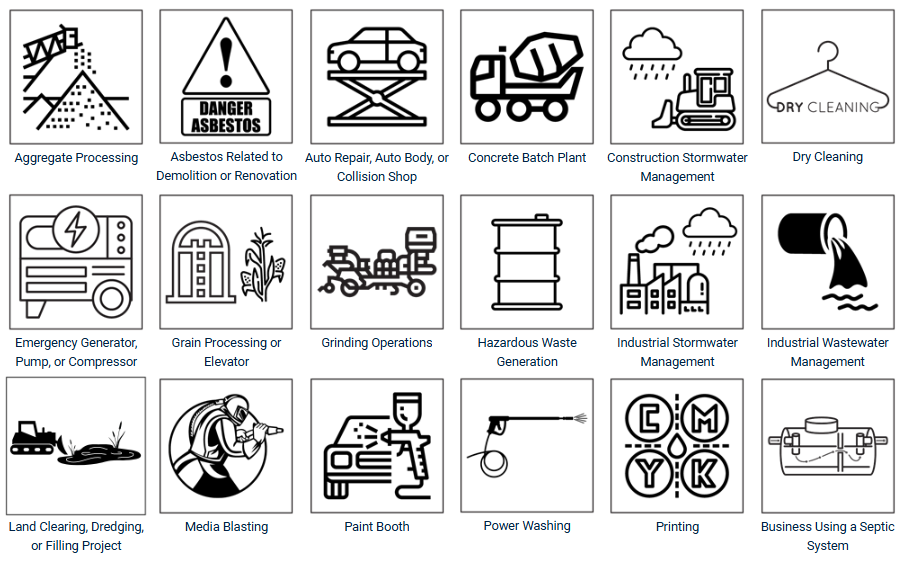 DANGER
ASBESTOS
DRY CLEANING
Aggregate Processing
Asbestos Related to
Demolition or Renovation
Auto Repair, Auto Body, or
Collision Shop
Concrete Batch Plant
Construction Stormwater
Management
Dry Cleaning
Emergency Generator,
Pump, or Compressor
Grain Processing or
Elevator
Grinding Operations
Hazardous Waste
Generation
Industrial Stormwater
Management
Industrial Wastewater
Management
C M
Y K
Land Clearing, Dredging,
or Filling Project
Media Blasting
Paint Booth
Power Washing
Printing
Business Using a Septic
System